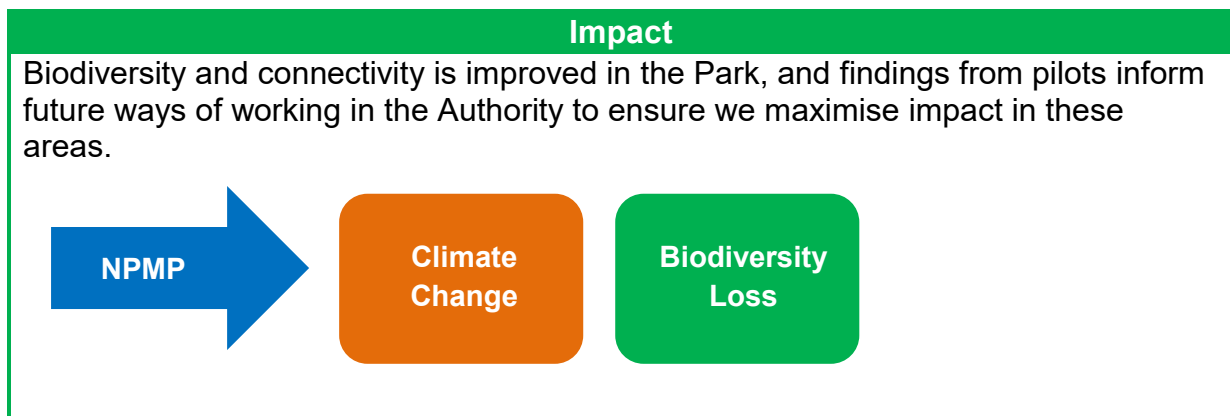 Impact
Biodiversity and connectivity is improved in the Park, and findings from pilots inform
future ways of working in the Authority to ensure we maximise impact in these
areas.
NPMP
Climate
Change
Biodiversity
Loss